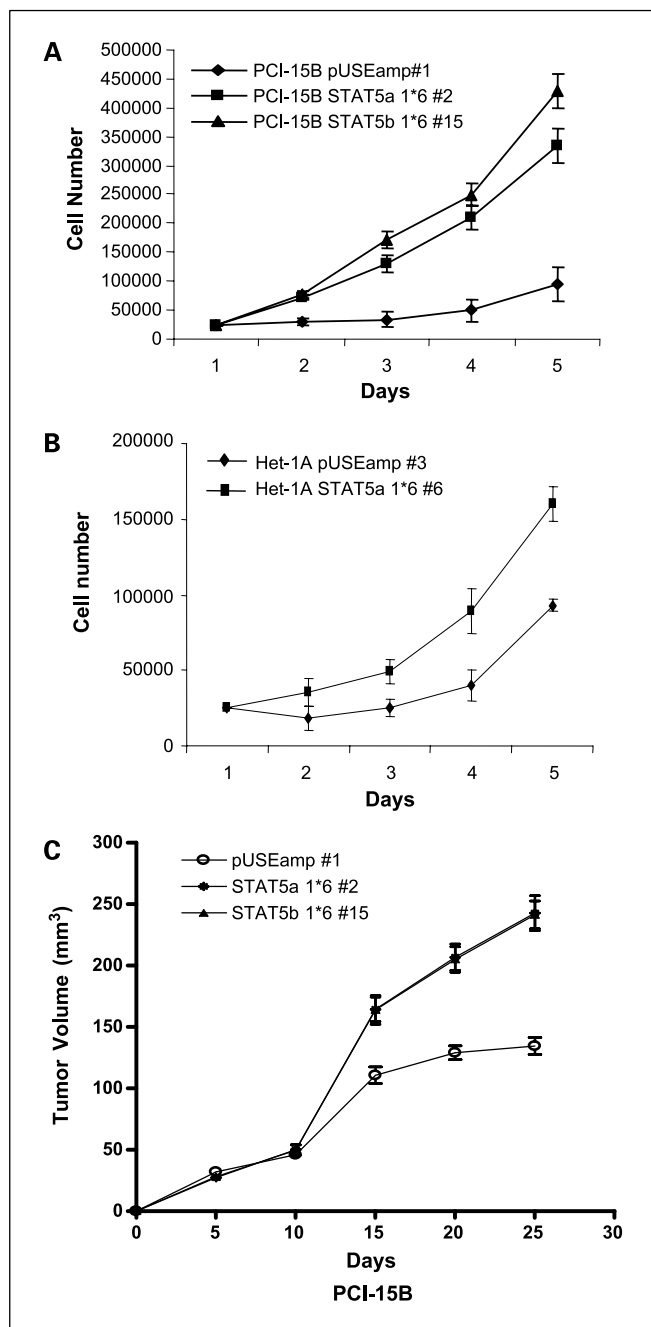 A
500000
450000
400000
350000
300000
250000
200000
150000
100000
50000
0
Cell Number
PCI-15B pUSEamp#1
PCI-15B STAT5a 1*6 #2
PCI-15B STAT5b 1*6 #15
1 2 3 4 5
Days
B
200000
150000
100000
50000
0
Cell number
Het-1A pUSEamp #3
Het-1A STAT5a 1*6 #6
1 2 3 4 5
Days
C
300
250
200
150
100
50
0
Tumor Volume (mm³)
pUSEamp #1
STAT5a 1*6 #2
STAT5b 1*6 #15
0 5 10 15 20 25 30
Days
PCI-15B